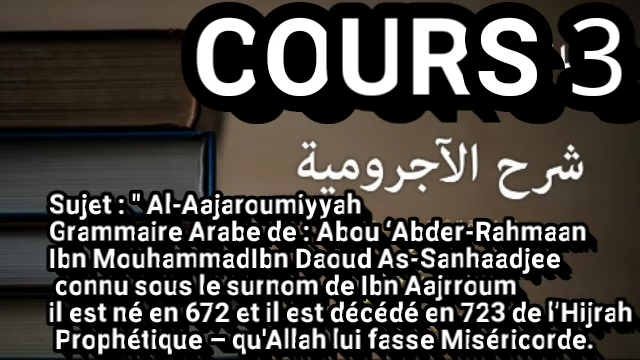 COURS 3
شرح الآجرومية
Sujet : " Al-Aajaroumiyyah
Grammaire Arabe de : Abou ‘Abder-Rahmaan
Ibn MouhammadIbn Daoud As-Sanhaadjee
connu sous le surnom de Ibn Aajrroum
il est né en 672 et il est décédé en 723 de l'Hijrah
Prophétique – qu'Allah lui fasse Miséricorde.